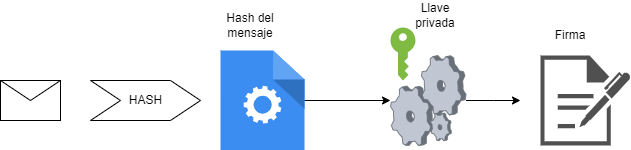 HASH
Hash del
mensaje
Llave
privada
Firma